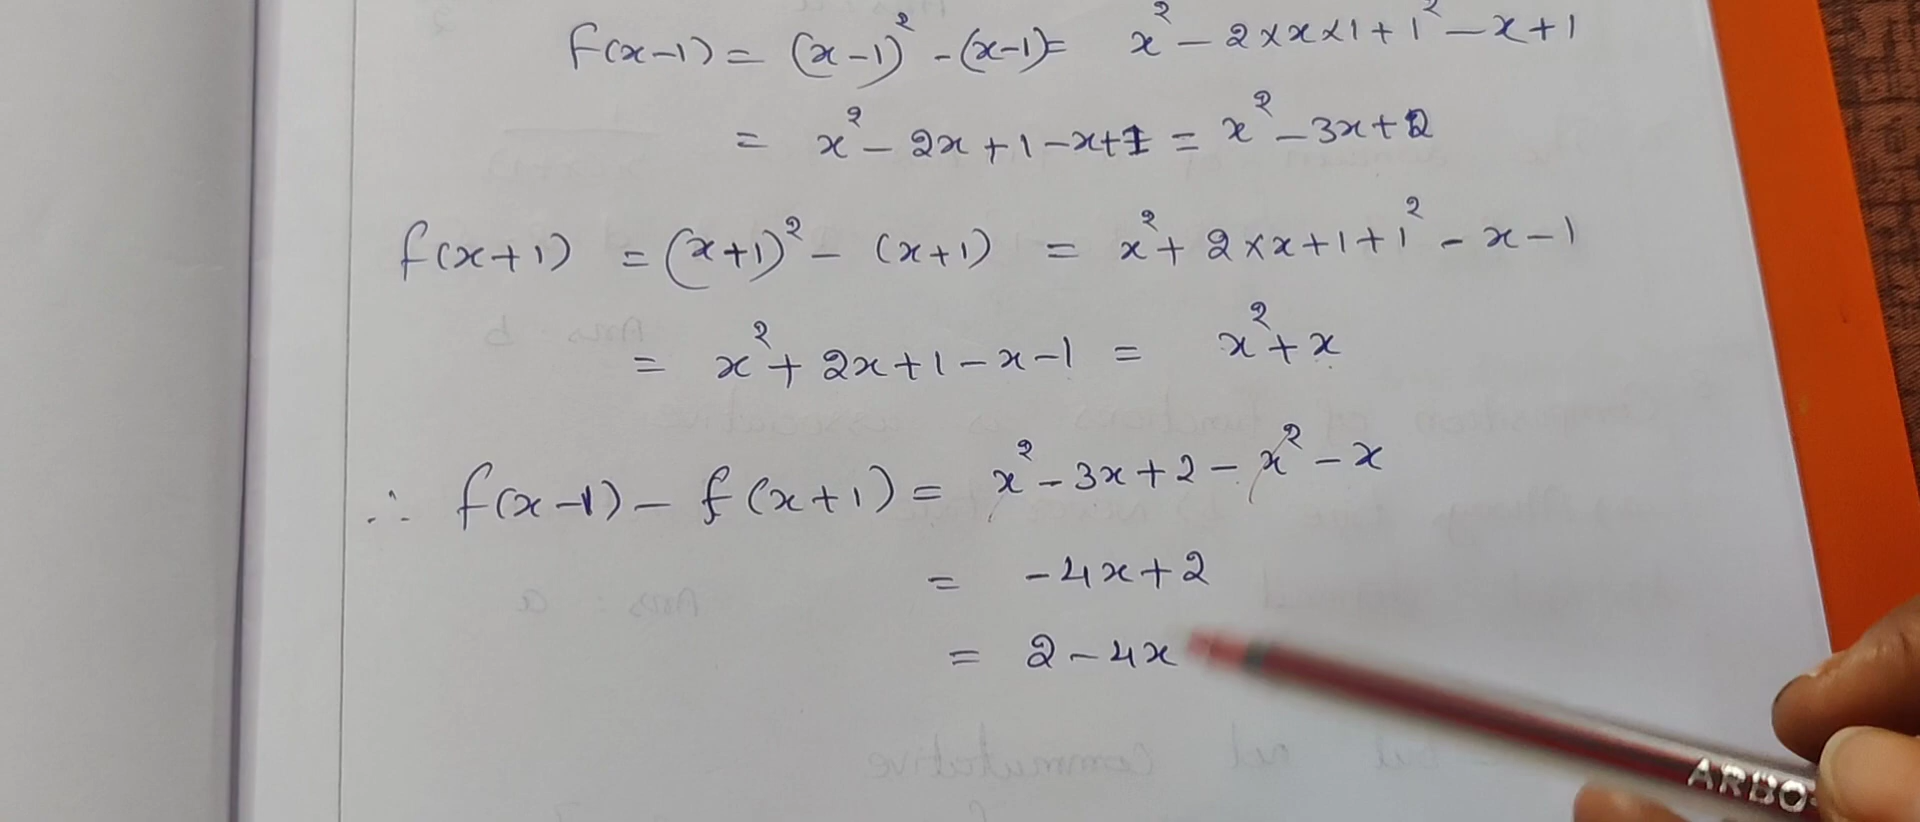 f(x-1) = (x-1)² - (x-1) = x² - 2×x×1+1² - x+1
= x² - 2x+1-x+1 = x² - 3x+2
f(x+1) = (x+1)² - (x+1) = x² + 2×x+1+1² - x-1
= x² + 2x+1-x-1 = x² + x
∴ f(x-1) - f(x+1) = x² - 3x+2 - x² - x
= -4x+2
= 2-4x
ARBO